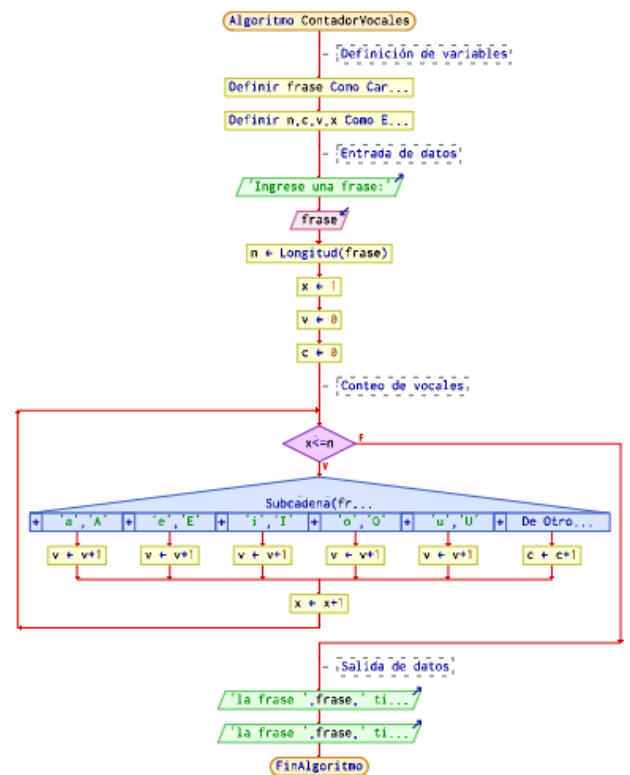 Algoritmo ContadorVocales
Definición de variables
Definir frase Como Car...
Definir n,c,v,x Como E...
Entrada de datos
'Ingrese una frase:'
frase
n ← Longitud(frase)
x ← 1
v ← 0
c ← 0
Conteo de vocales
x<=n
F
V
Subcadena(fr...
+ 'a','A' + 'e','E' + 'i','I' + 'o','O' + 'u','U' + De Otro...
v ← v+1 v ← v+1 v ← v+1 v ← v+1 v ← v+1 c ← c+1
x ← x+1
Salida de datos
'la frase ',frase,' ti...
'la frase ',frase,' ti...
FinAlgoritmo